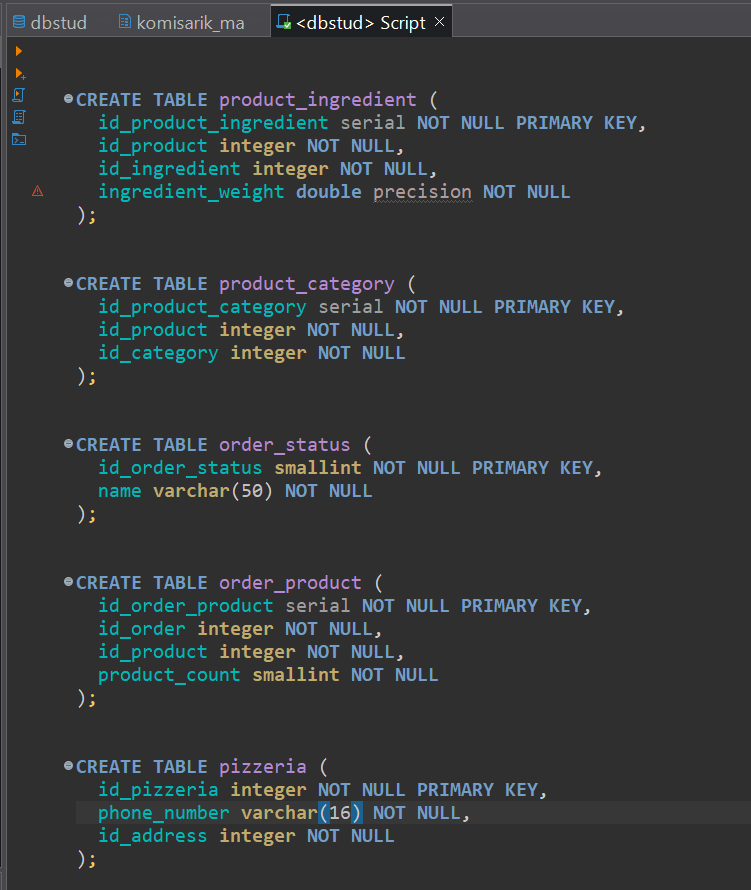 dbstud komisarik_ma <dbstud> Script
CREATE TABLE product_ingredient (
id_product_ingredient serial NOT NULL PRIMARY KEY,
id_product integer NOT NULL,
id_ingredient integer NOT NULL,
ingredient_weight double precision NOT NULL
);
CREATE TABLE product_category (
id_product_category serial NOT NULL PRIMARY KEY,
id_product integer NOT NULL,
id_category integer NOT NULL
);
CREATE TABLE order_status (
id_order_status smallint NOT NULL PRIMARY KEY,
name varchar(50) NOT NULL
);
CREATE TABLE order_product (
id_order_product serial NOT NULL PRIMARY KEY,
id_order integer NOT NULL,
id_product integer NOT NULL,
product_count smallint NOT NULL
);
CREATE TABLE pizzeria (
id_pizzeria integer NOT NULL PRIMARY KEY,
phone_number varchar(16) NOT NULL,
id_address integer NOT NULL
);